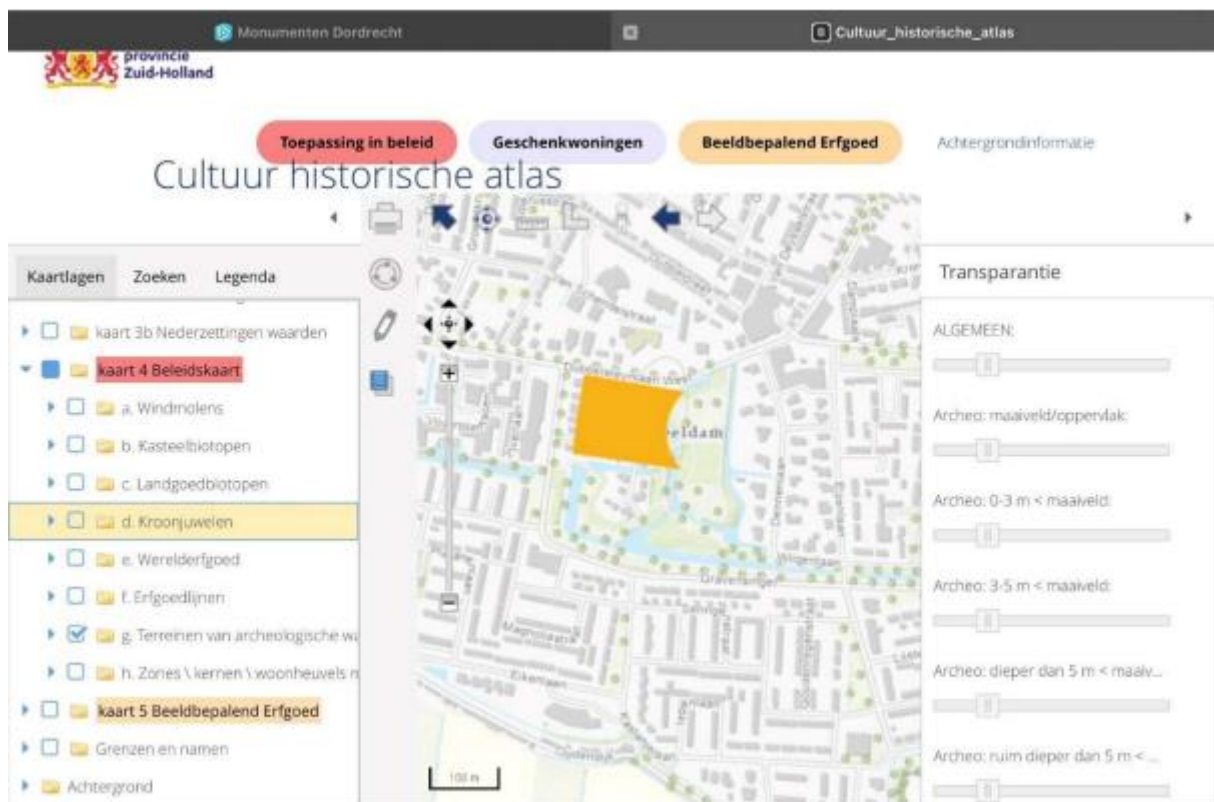 Monumenten Dordrecht
Cultuur_historische_atlas
provincie
Zuid-Holland
Toepassing in beleid
Geschenkwoningen
Beeldbepalend Erfgoed
Achtergrondinformatie
Cultuur historische atlas
Kaartlagen
Zoeken
Legenda
Transparantie
kaart 3b Nederzettingen waarden
kaart 4 Beleidskaart
a. Windmolens
b. Kasteelbiotopen
c. Landgoedbiotopen
d. Kroonjuwelen
e. Werelderfgoed
f. Erfgoedlijnen
g. Terreinen van archeologische wa
h. Zones \ kernen \ woonheuvels n
kaart 5 Beeldbepalend Erfgoed
Grenzen en namen
Achtergrond
eldam
Magnoliastraat
Eikenlaan
100 m
ALGEMEEN:
Archeo: maaiveld/oppervlak:
Archeo: 0-3 m < maaiveld:
Archeo: 3-5 m < maaiveld:
Archeo: dieper dan 5 m < maaiv...
Archeo: ruim dieper dan 5 m < ...